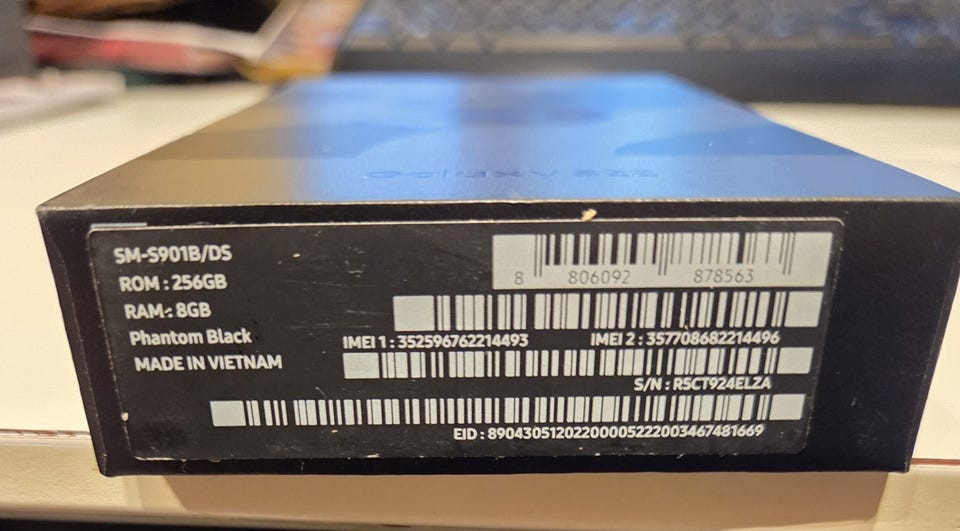 SM-S901B/DS
ROM : 256GB
RAM : 8GB
Phantom Black
MADE IN VIETNAM
8 806092 878563
IMEI 1 : 352596762214493 IMEI 2 : 357708682214496
S/N : R5CT924ELZA
EID : 89043051202200005222003467481669